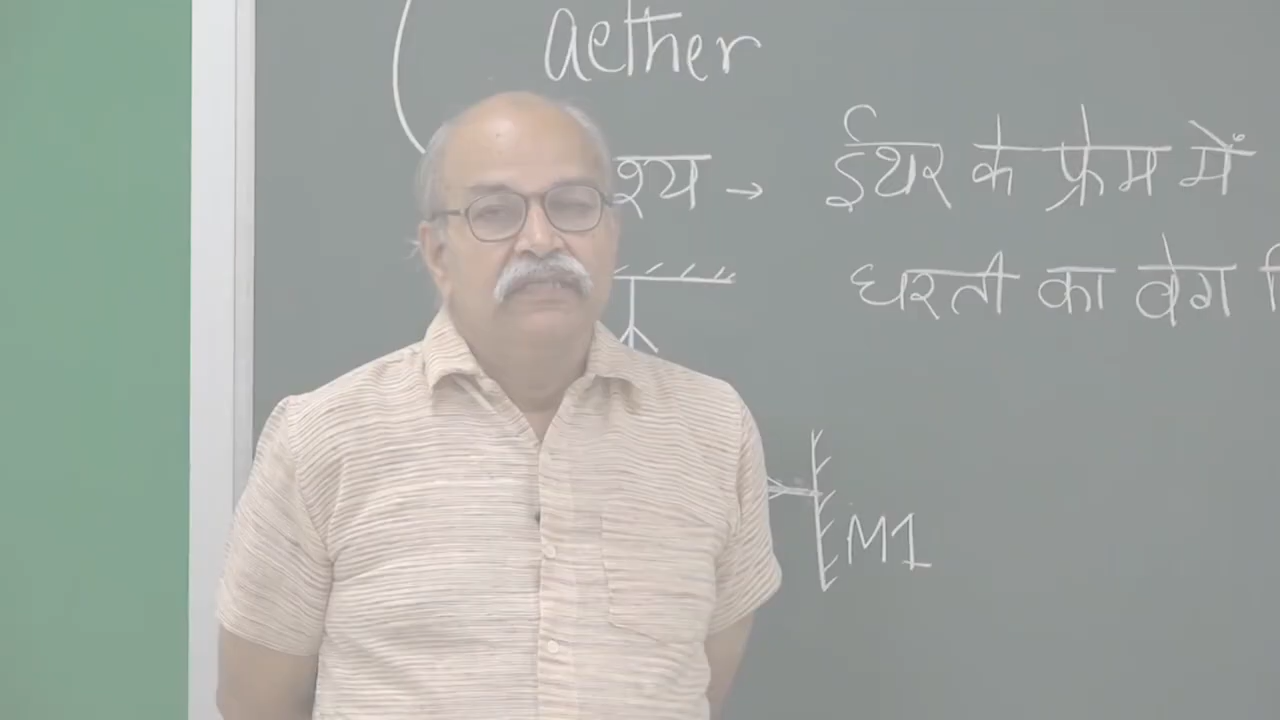 aether
→ ईथर के फ्रेम में
धरती का वेग
M1